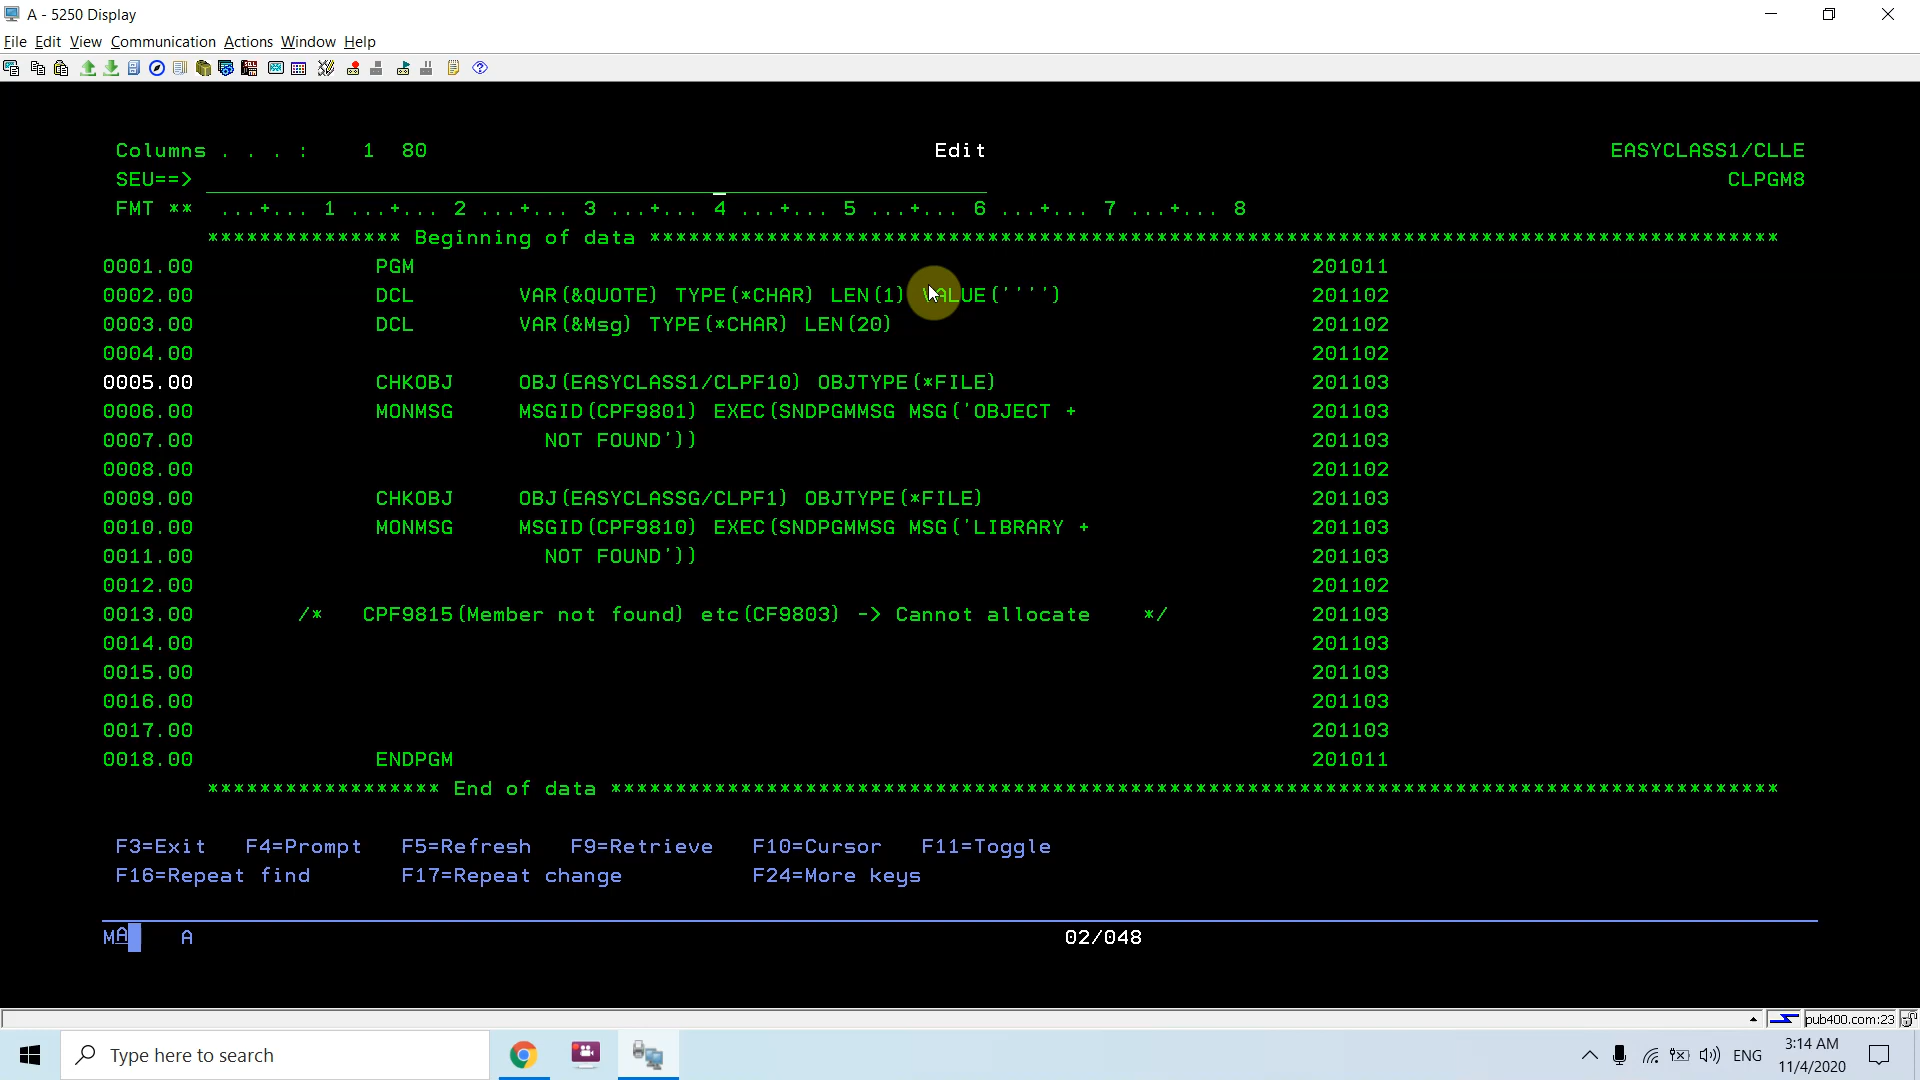 A - 5250 Display
File Edit View Communication Actions Window Help
Columns . . . :    1  80                    Edit                    EASYCLASS1/CLLE
SEU==>                    CLPGM8
FMT **  ...+... 1 ...+... 2 ...+... 3 ...+... 4 ...+... 5 ...+... 6 ...+... 7 ...+... 8
*************** Beginning of data ***************************************************************************************
0001.00              PGM                    201011
0002.00              DCL        VAR(&QUOTE) TYPE(*CHAR) LEN(1) VALUE('''')                    201102
0003.00              DCL        VAR(&Msg) TYPE(*CHAR) LEN(20)                    201102
0004.00                    201102
0005.00              CHKOBJ     OBJ(EASYCLASS1/CLPF10) OBJTYPE(*FILE)                    201103
0006.00              MONMSG     MSGID(CPF9801) EXEC(SNDPGMMSG MSG('OBJECT +                    201103
0007.00                           NOT FOUND'))                    201103
0008.00                    201102
0009.00              CHKOBJ     OBJ(EASYCLASSG/CLPF1) OBJTYPE(*FILE)                    201103
0010.00              MONMSG     MSGID(CPF9810) EXEC(SNDPGMMSG MSG('LIBRARY +                    201103
0011.00                           NOT FOUND'))                    201103
0012.00                    201102
0013.00        /*   CPF9815(Member not found) etc(CF9803) -> Cannot allocate    */                    201103
0014.00                    201103
0015.00                    201103
0016.00                    201103
0017.00                    201103
0018.00              ENDPGM                    201011
****************** End of data ******************************************************************************************
F3=Exit   F4=Prompt   F5=Refresh   F9=Retrieve   F10=Cursor   F11=Toggle
F16=Repeat find       F17=Repeat change          F24=More keys
MA    A                    02/048
pub400.com:23
Type here to search
ENG
3:14 AM
11/4/2020